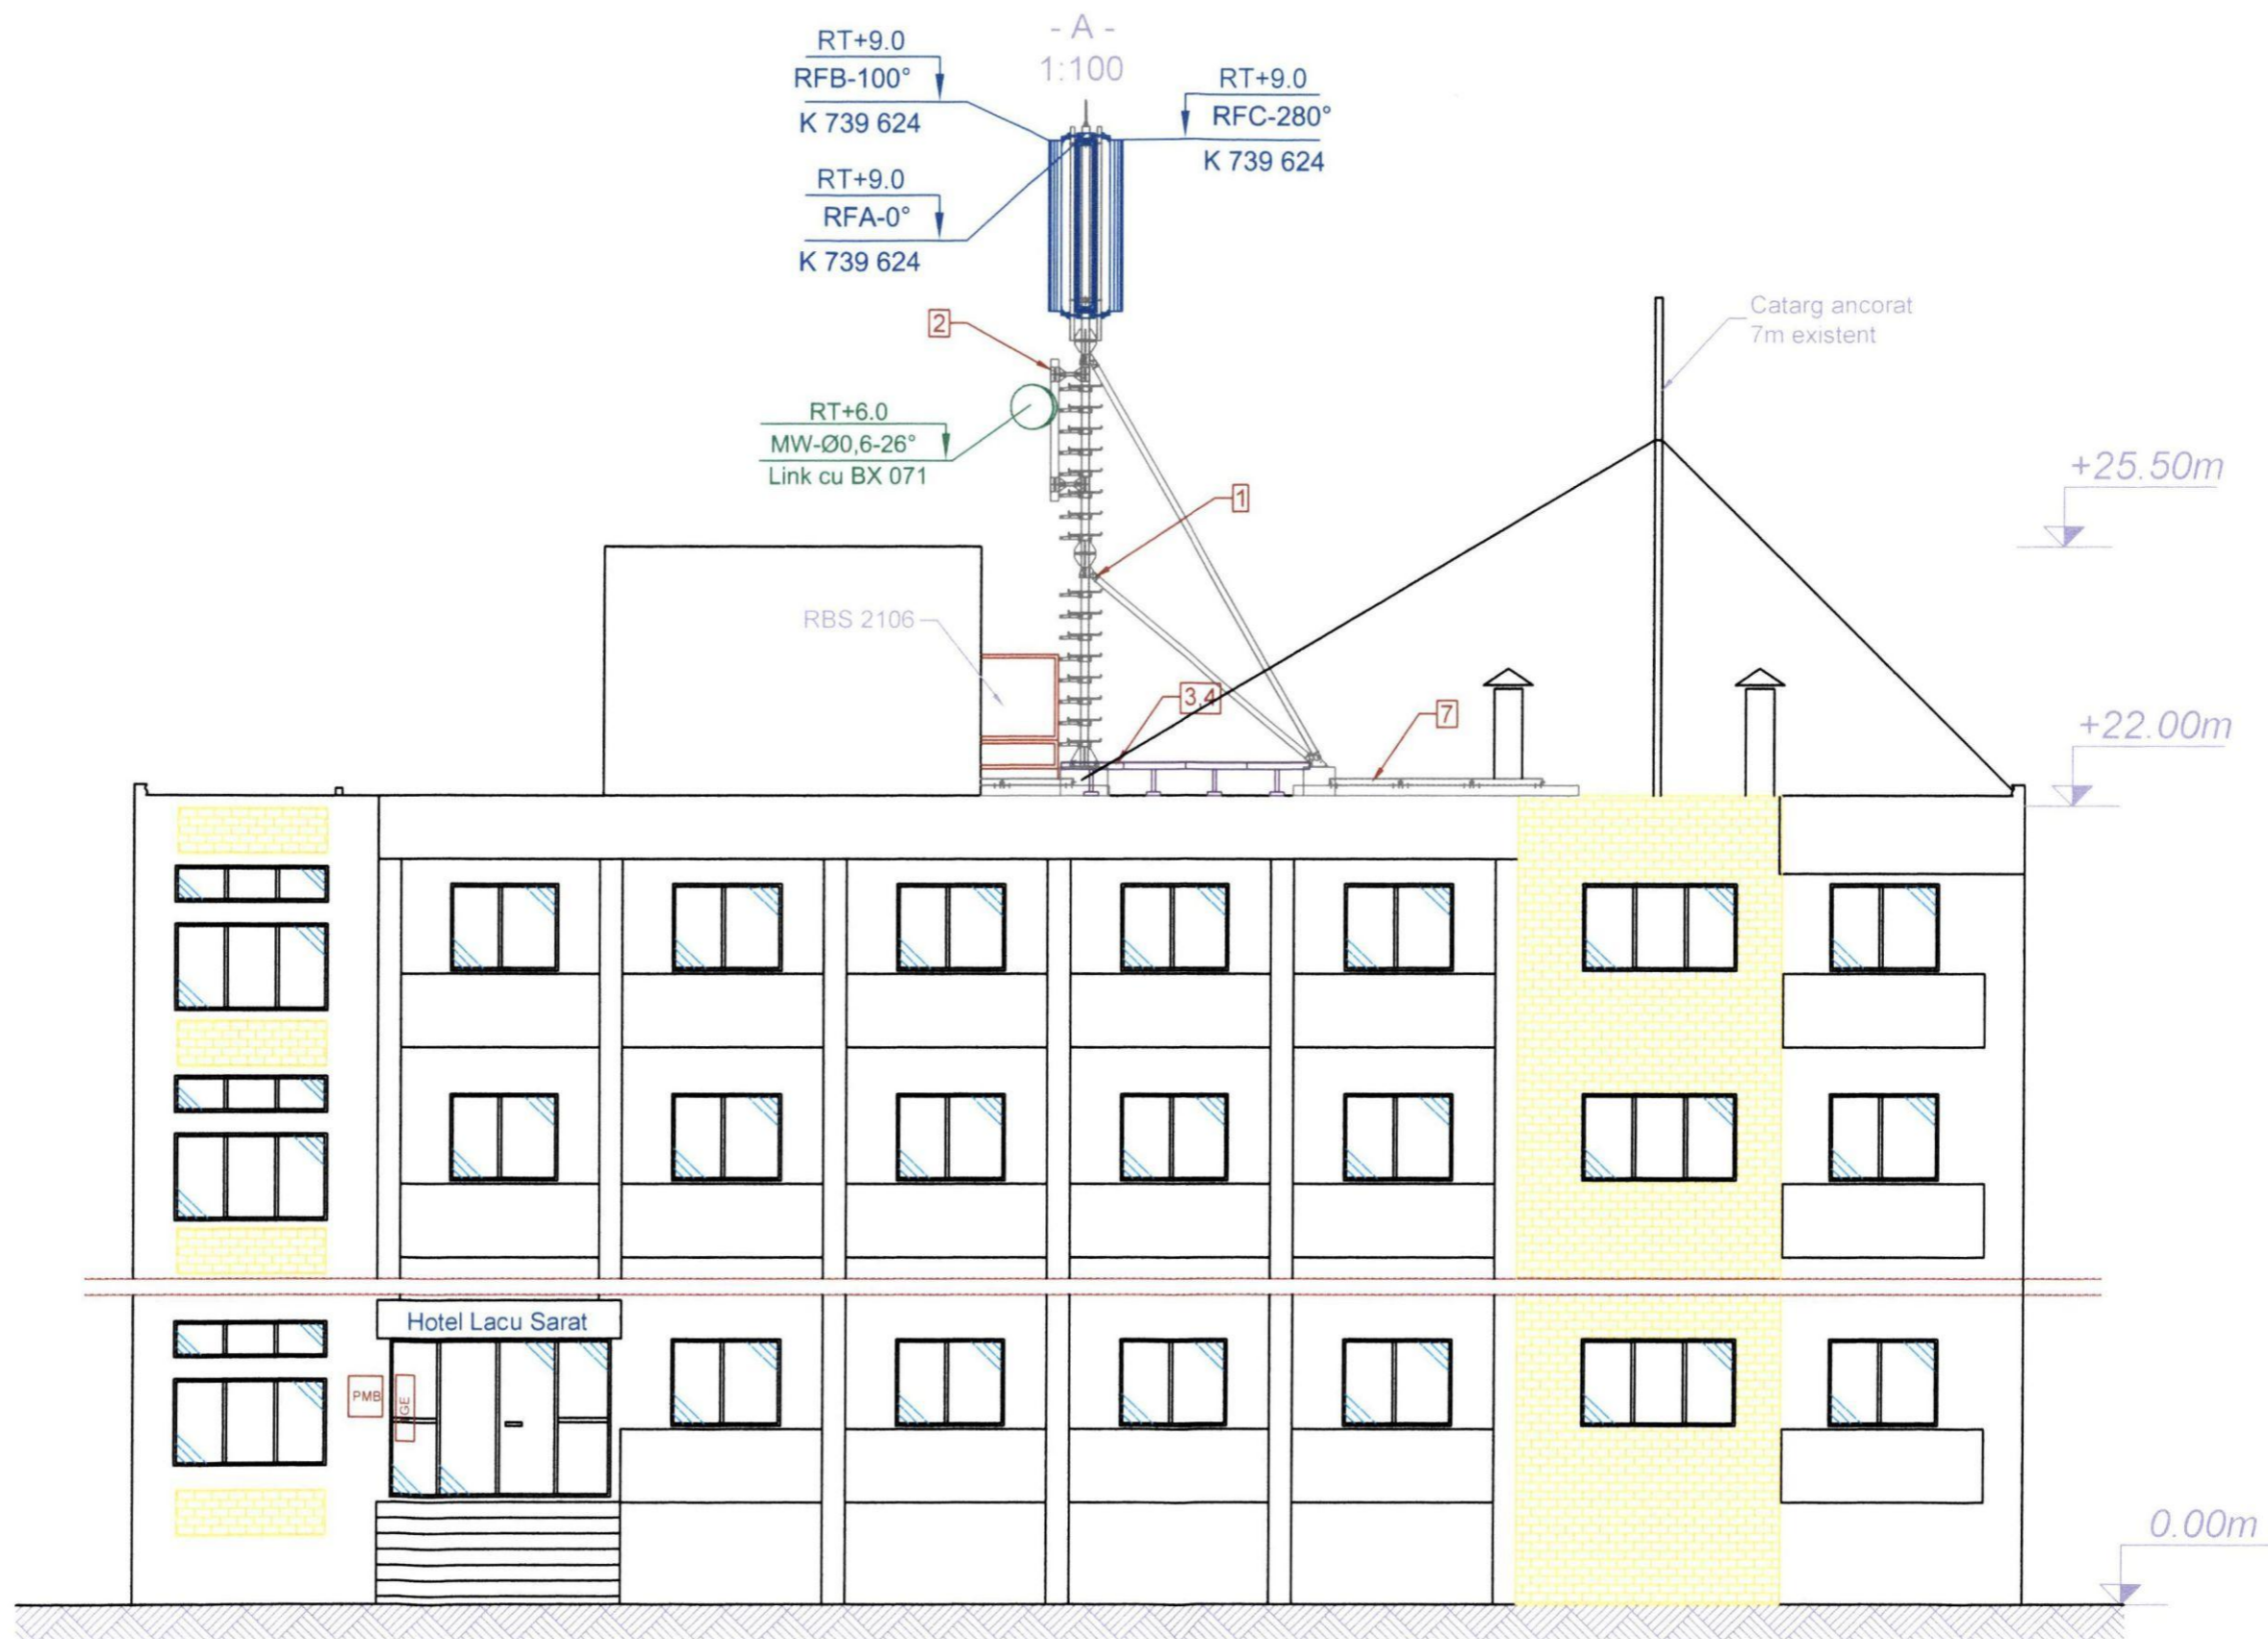 - A -
1:100
RT+9.0
RFB-100°
K 739 624
RT+9.0
RFC-280°
K 739 624
RT+9.0
RFA-0°
K 739 624
2
Catarg ancorat
7m existent
RT+6.0
MW-Ø0,6-26°
Link cu BX 071
+25.50m
1
RBS 2106
3,4
7
+22.00m
Hotel Lacu Sarat
PMB
GE
0.00m